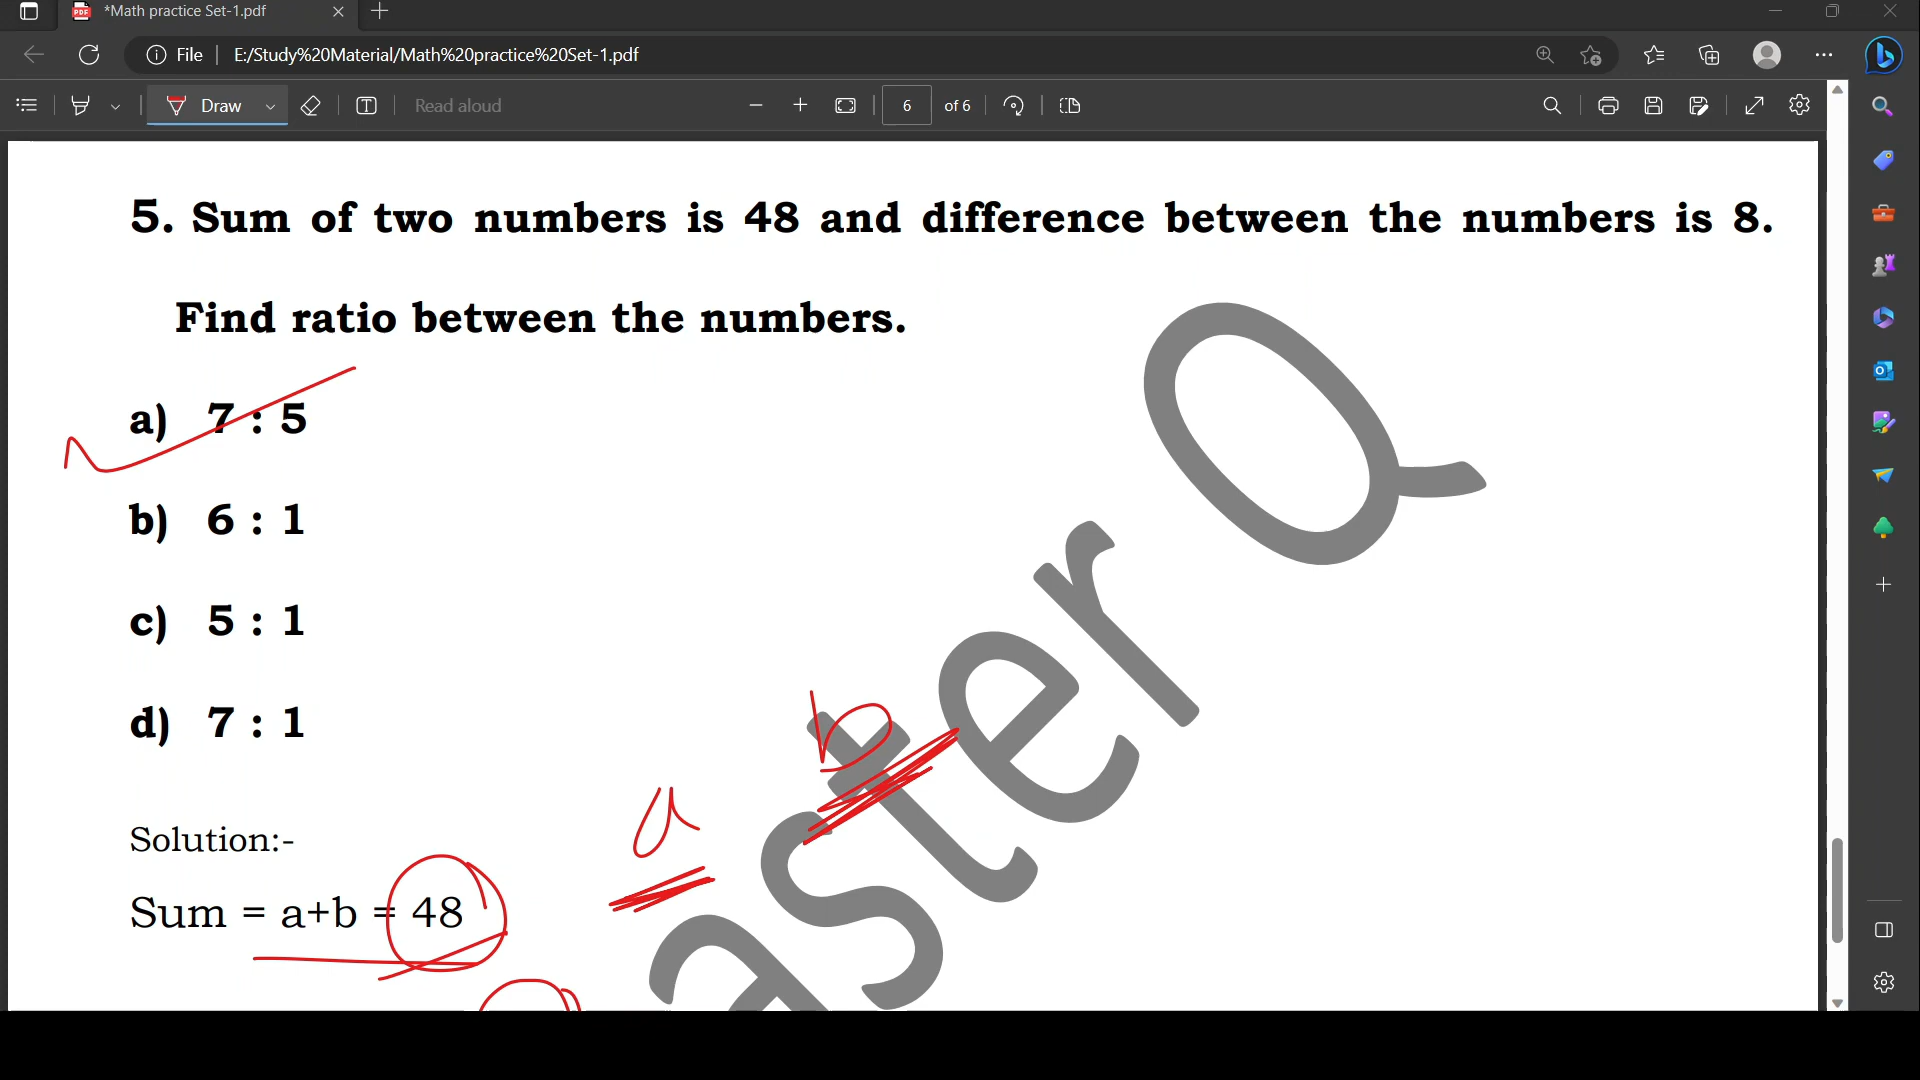 *Math practice Set-1.pdf
File
E:/Study%20Material/Math%20practice%20Set-1.pdf
Draw
Read aloud
6 of 6
5. Sum of two numbers is 48 and difference between the numbers is 8.
Find ratio between the numbers.
a) 7 : 5
b) 6 : 1
c) 5 : 1
d) 7 : 1
b
a
Solution:-
Sum = a+b = 48
aster Q